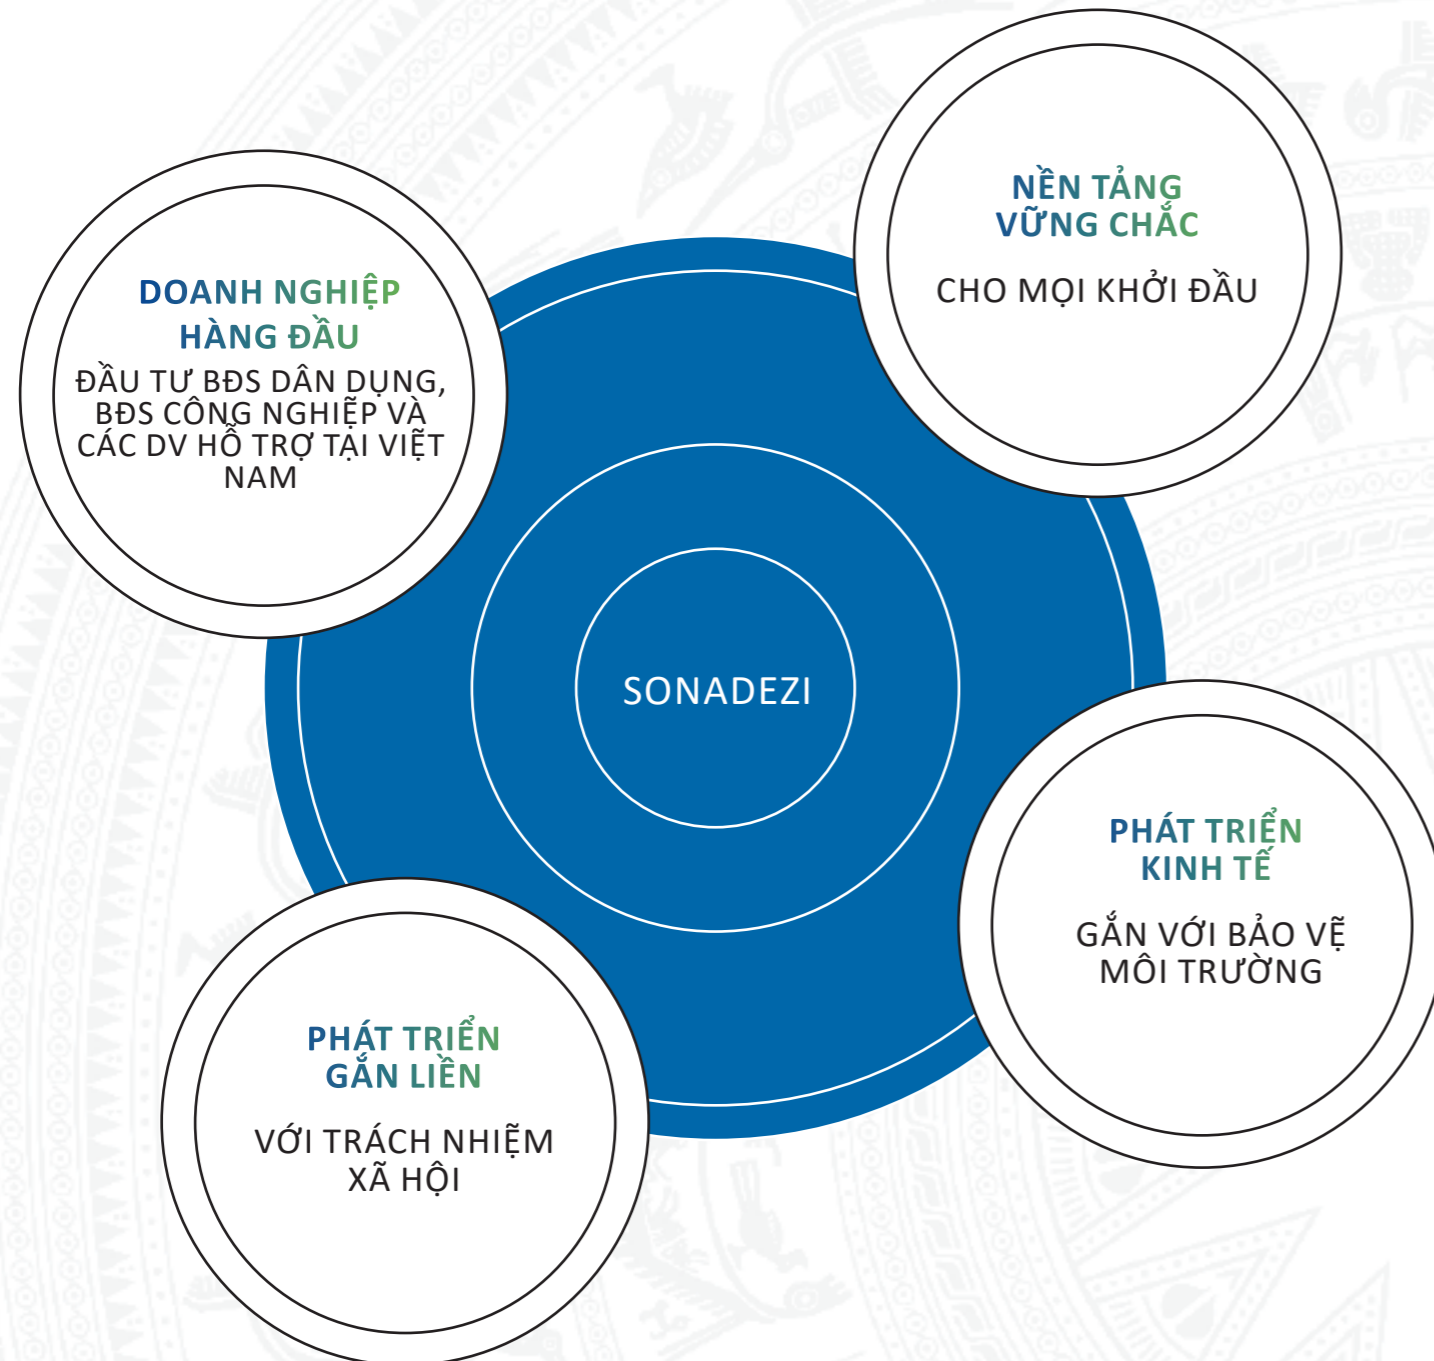 NỀN TẢNG
VỮNG CHẮC
CHO MỌI KHỞI ĐẦU
DOANH NGHIỆP
HÀNG ĐẦU
ĐẦU TƯ BĐS DÂN DỤNG,
BĐS CÔNG NGHIỆP VÀ
CÁC DV HỖ TRỢ TẠI VIỆT
NAM
SONADEZI
PHÁT TRIỂN
KINH TẾ
GẮN VỚI BẢO VỆ
MÔI TRƯỜNG
PHÁT TRIỂN
GẮN LIỀN
VỚI TRÁCH NHIỆM
XÃ HỘI